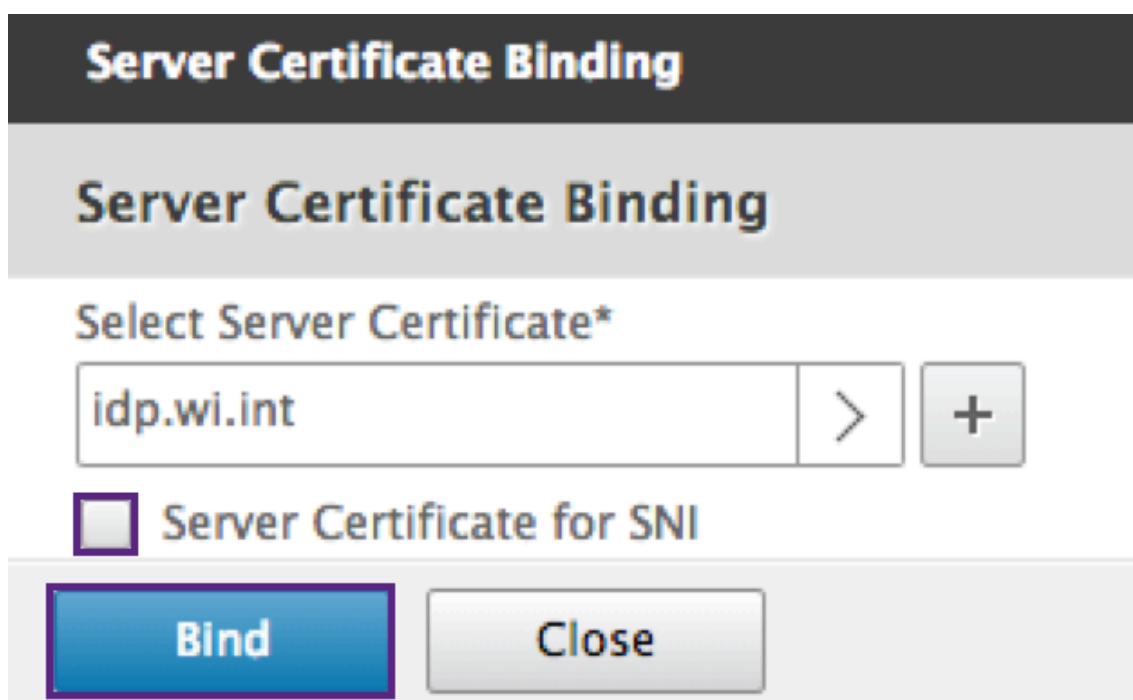 Server Certificate Binding
Server Certificate Binding
Select Server Certificate*
idp.wi.int > +
Server Certificate for SNI
Bind Close